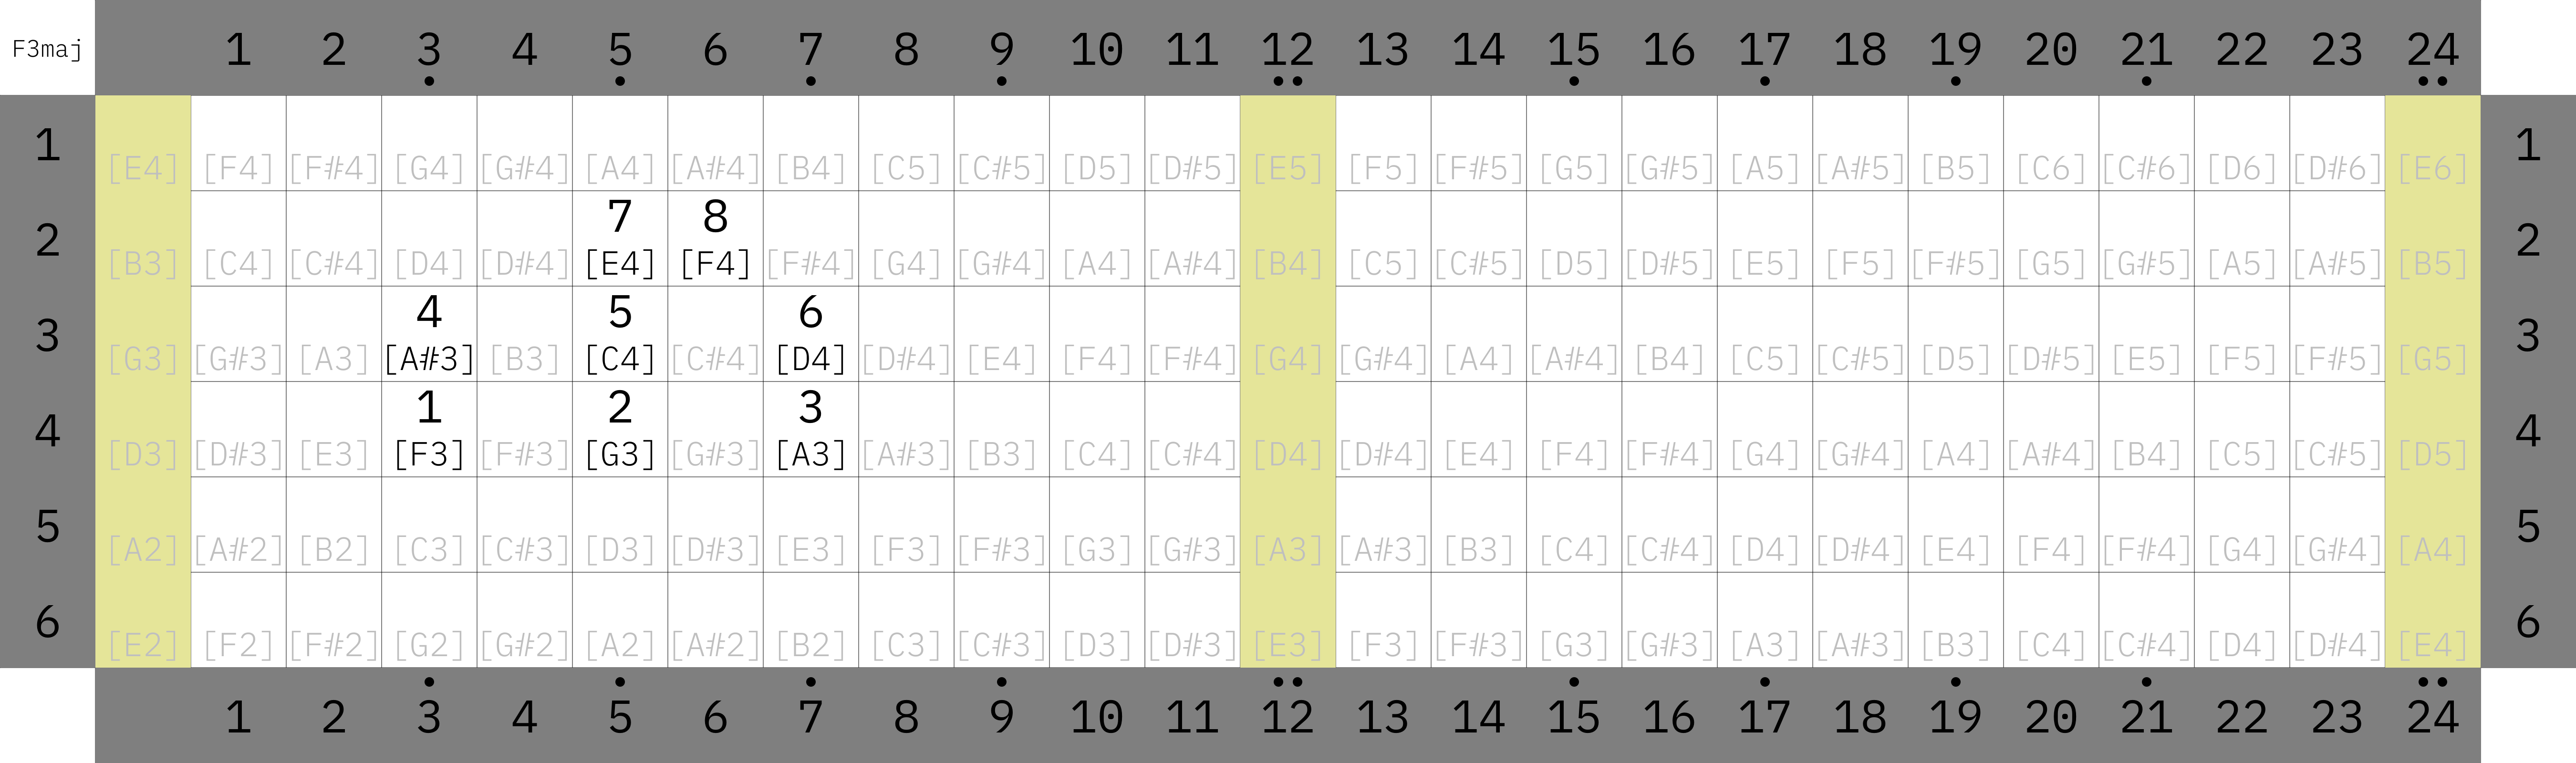 F3maj 1 2 3 4 5 6 7 8 9 10 11 12 13 14 15 16 17 18 19 20 21 22 23 24
1 [E4] [F4] [F#4] [G4] [G#4] [A4] [A#4] [B4] [C5] [C#5] [D5] [D#5] [E5] [F5] [F#5] [G5] [G#5] [A5] [A#5] [B5] [C6] [C#6] [D6] [D#6] [E6] 1
7 8
2 [B3] [C4] [C#4] [D4] [D#4] [E4] [F4] [F#4] [G4] [G#4] [A4] [A#4] [B4] [C5] [C#5] [D5] [D#5] [E5] [F5] [F#5] [G5] [G#5] [A5] [A#5] [B5] 2
4 5 6
3 [G3] [G#3] [A3] [A#3] [B3] [C4] [C#4] [D4] [D#4] [E4] [F4] [F#4] [G4] [G#4] [A4] [A#4] [B4] [C5] [C#5] [D5] [D#5] [E5] [F5] [F#5] [G5] 3
1 2 3
4 [D3] [D#3] [E3] [F3] [F#3] [G3] [G#3] [A3] [A#3] [B3] [C4] [C#4] [D4] [D#4] [E4] [F4] [F#4] [G4] [G#4] [A4] [A#4] [B4] [C5] [C#5] [D5] 4
5 [A2] [A#2] [B2] [C3] [C#3] [D3] [D#3] [E3] [F3] [F#3] [G3] [G#3] [A3] [A#3] [B3] [C4] [C#4] [D4] [D#4] [E4] [F4] [F#4] [G4] [G#4] [A4] 5
6 [E2] [F2] [F#2] [G2] [G#2] [A2] [A#2] [B2] [C3] [C#3] [D3] [D#3] [E3] [F3] [F#3] [G3] [G#3] [A3] [A#3] [B3] [C4] [C#4] [D4] [D#4] [E4] 6
1 2 3 4 5 6 7 8 9 10 11 12 13 14 15 16 17 18 19 20 21 22 23 24